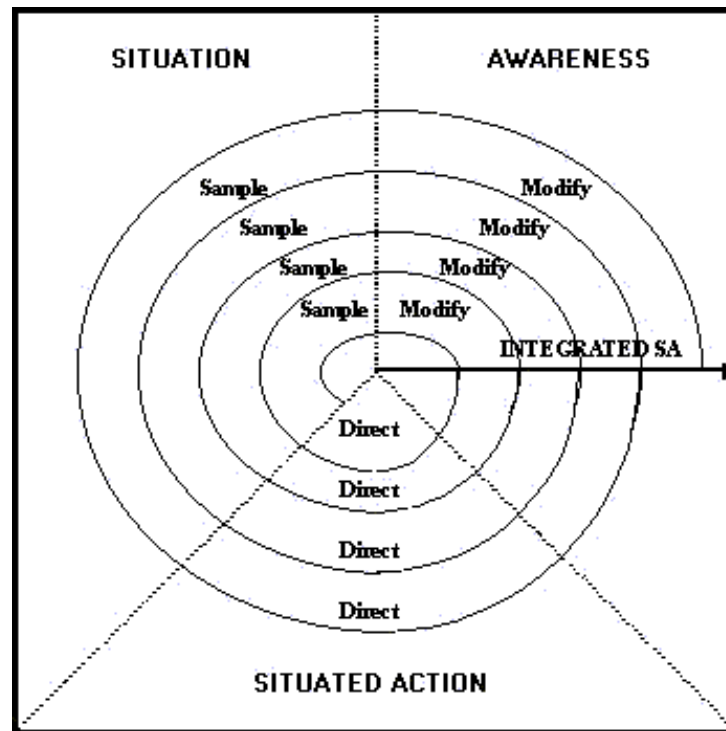 SITUATION
AWARENESS
Sample
Modify
Sample
Modify
Sample
Modify
Sample
Modify
INTEGRATED SA
Direct
Direct
Direct
Direct
SITUATED ACTION